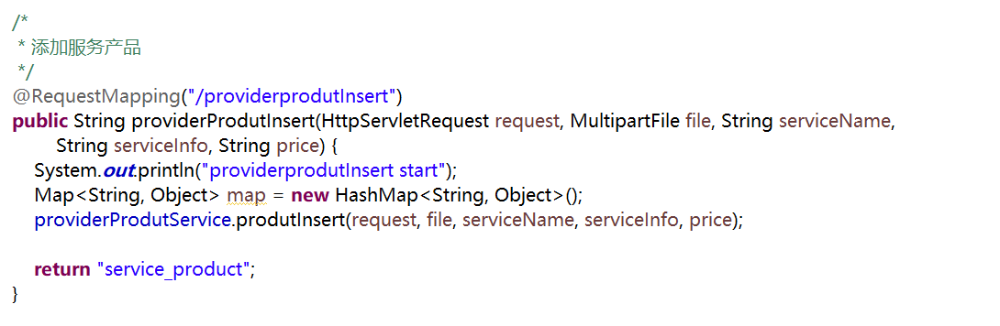 /*
 * 添加服务产品
 */
@RequestMapping("/providerprodutInsert")
public String providerProdutInsert(HttpServletRequest request, MultipartFile file, String serviceName,
        String serviceInfo, String price) {
    System.out.println("providerprodutInsert start");
    Map<String, Object> map = new HashMap<String, Object>();
    providerProdutService.produtInsert(request, file, serviceName, serviceInfo, price);

    return "service_product";
}